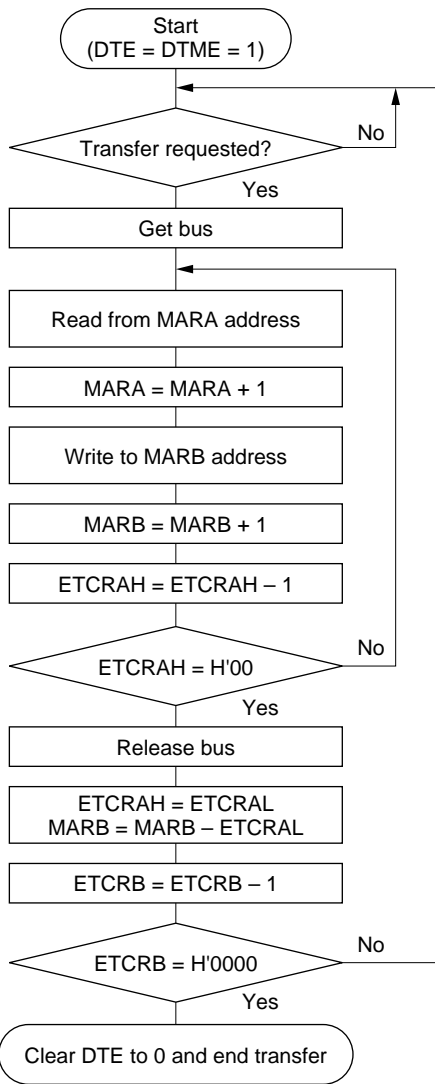 Start
(DTE = DTME = 1)
Transfer requested?
No
Yes
Get bus
Read from MARA address
MARA = MARA + 1
Write to MARB address
MARB = MARB + 1
ETCRAH = ETCRAH – 1
No
ETCRAH = H'00
Yes
Release bus
ETCRAH = ETCRAL
MARB = MARB – ETCRAL
ETCRB = ETCRB – 1
No
ETCRB = H'0000
Yes
Clear DTE to 0 and end transfer